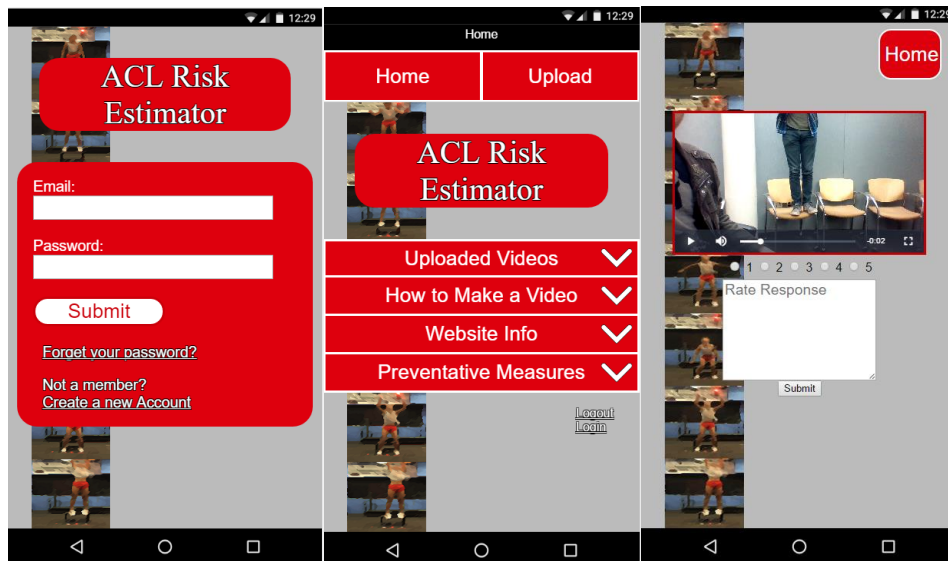 12:29
ACL Risk
Estimator
Email:
Password:
Submit
Forget your password?
Not a member?
Create a new Account
12:29
Home
Home
Upload
ACL Risk
Estimator
Uploaded Videos
How to Make a Video
Website Info
Preventative Measures
Logout
Login
12:29
Home
-0:02
1 2 3 4 5
Rate Response
Submit